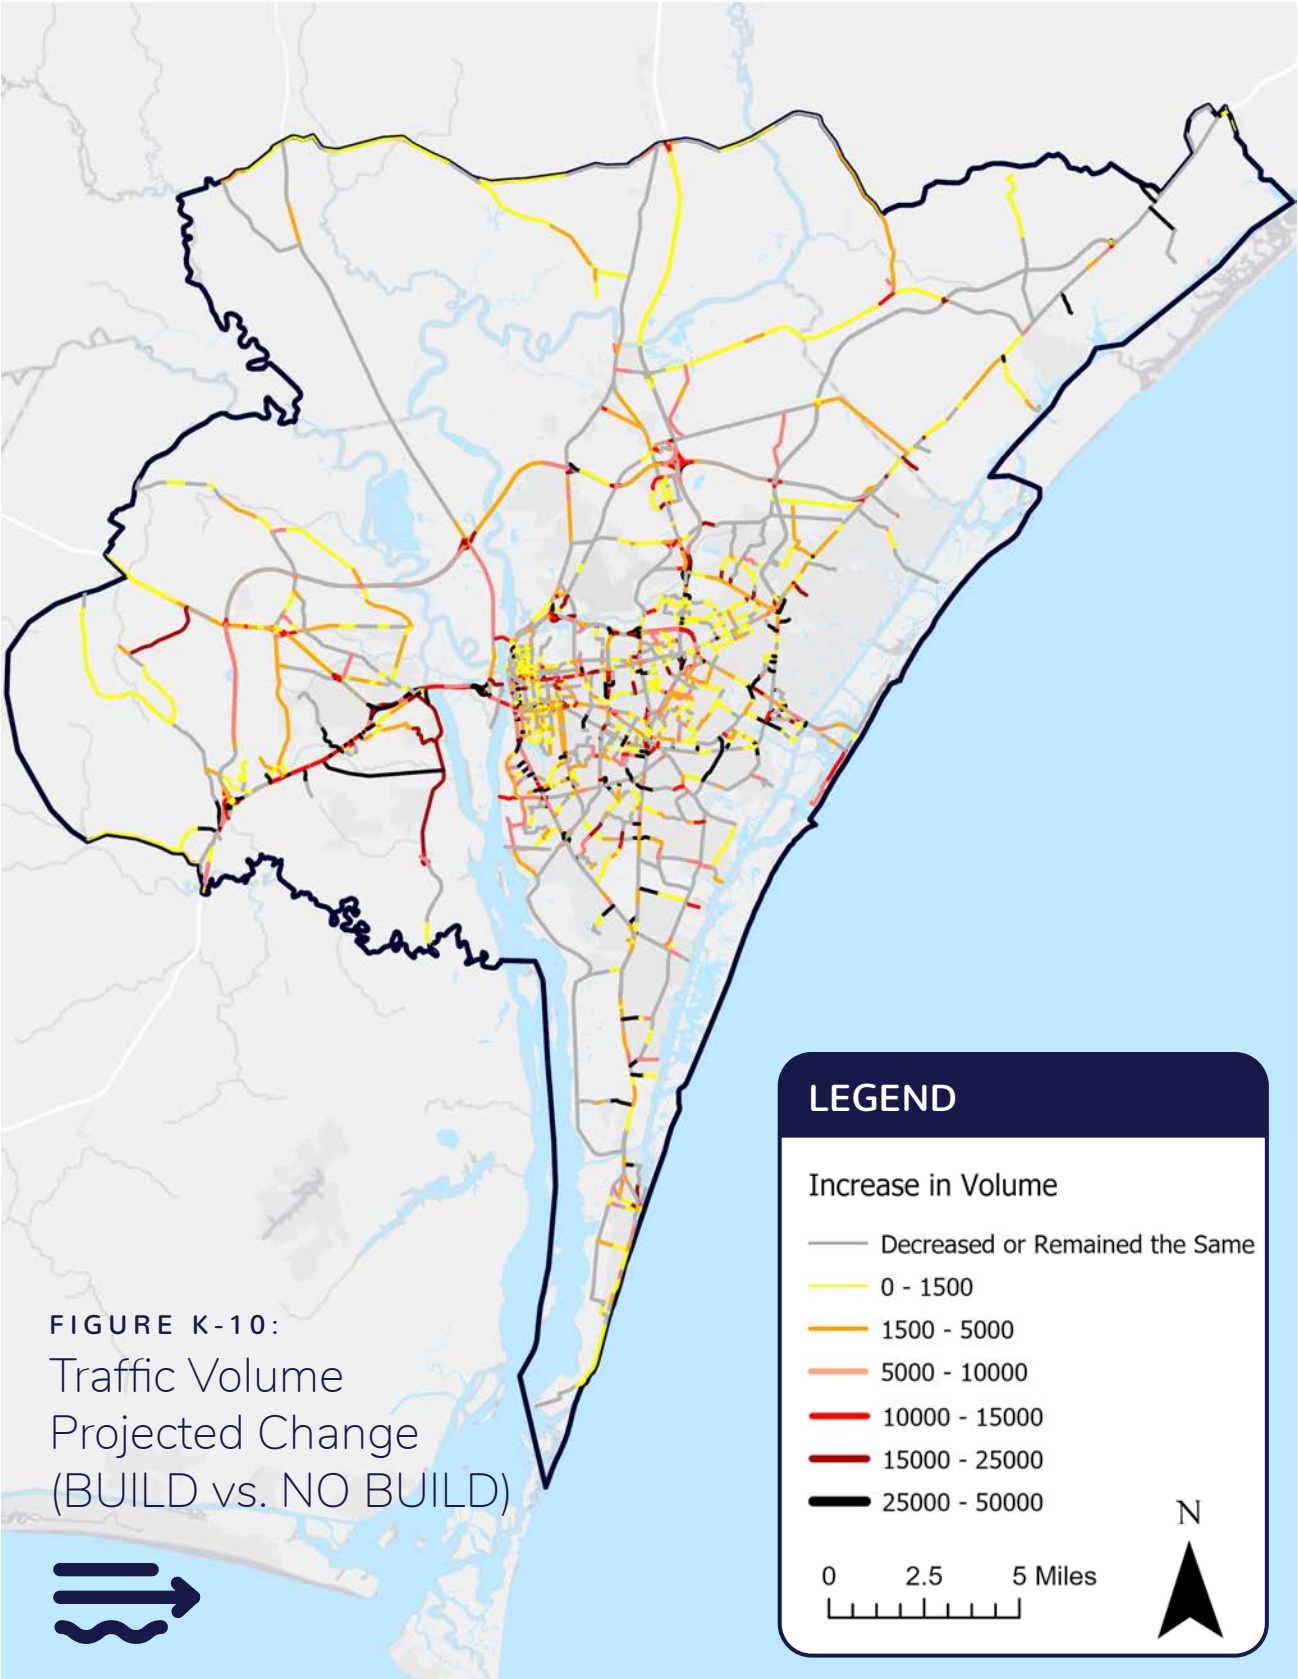 FIGURE K-10:
Traffic Volume
Projected Change
(BUILD vs. NO BUILD)
LEGEND
Increase in Volume
Decreased or Remained the Same
0 - 1500
1500 - 5000
5000 - 10000
10000 - 15000
15000 - 25000
25000 - 50000
N
0 2.5 5 Miles